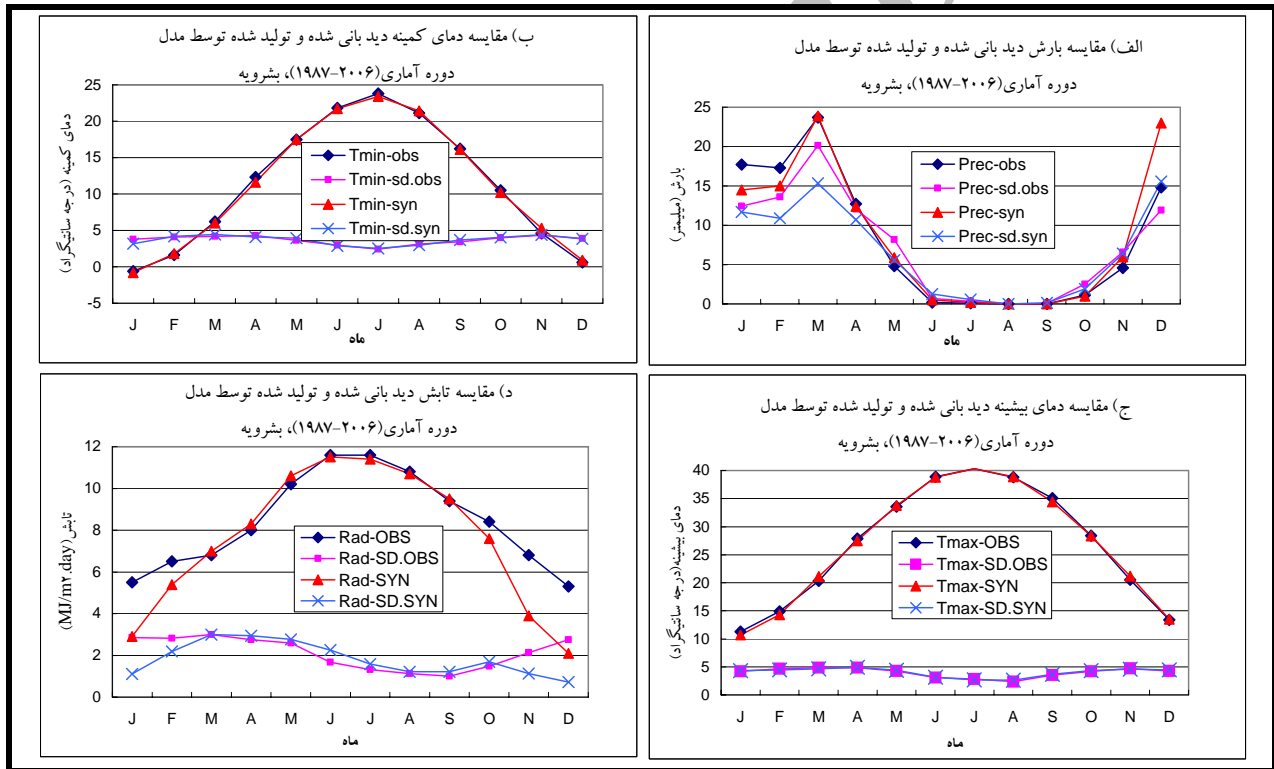 الف) مقایسه بارش دید بانی شده و تولید شده توسط مدل
دوره آماری(۲۰۰۶-۱۹۸۷)، بشرویه
بارش (میلیمتر)
25
20
15
10
5
0
Prec-obs
Prec-sd.obs
Prec-syn
Prec-sd.syn
J F M A M J J A S O N D
ماه
ب) مقایسه دمای کمینه دید بانی شده و تولید شده توسط مدل
دوره آماری(۲۰۰۶-۱۹۸۷)، بشرویه
دمای کمینه (درجه سانتیگراد)
25
20
15
10
5
0
-5
Tmin-obs
Tmin-sd.obs
Tmin-syn
Tmin-sd.syn
J F M A M J J A S O N D
ماه
ج) مقایسه دمای بیشینه دید بانی شده و تولید شده توسط مدل
دوره آماری(۲۰۰۶-۱۹۸۷)، بشرویه
دمای بیشینه(درجه سانتیگراد)
40
35
30
25
20
15
10
5
0
Tmax-OBS
Tmax-SD.OBS
Tmax-SYN
Tmax-SD.SYN
J F M A M J J A S O N D
ماه
د) مقایسه تابش دید بانی شده و تولید شده توسط مدل
دوره آماری(۲۰۰۶-۱۹۸۷)، بشرویه
تابش (MJ/m۲.day)
12
10
8
6
4
2
0
Rad-OBS
Rad-SD.OBS
Rad-SYN
Rad-SD.SYN
J F M A M J J A S O N D
ماه